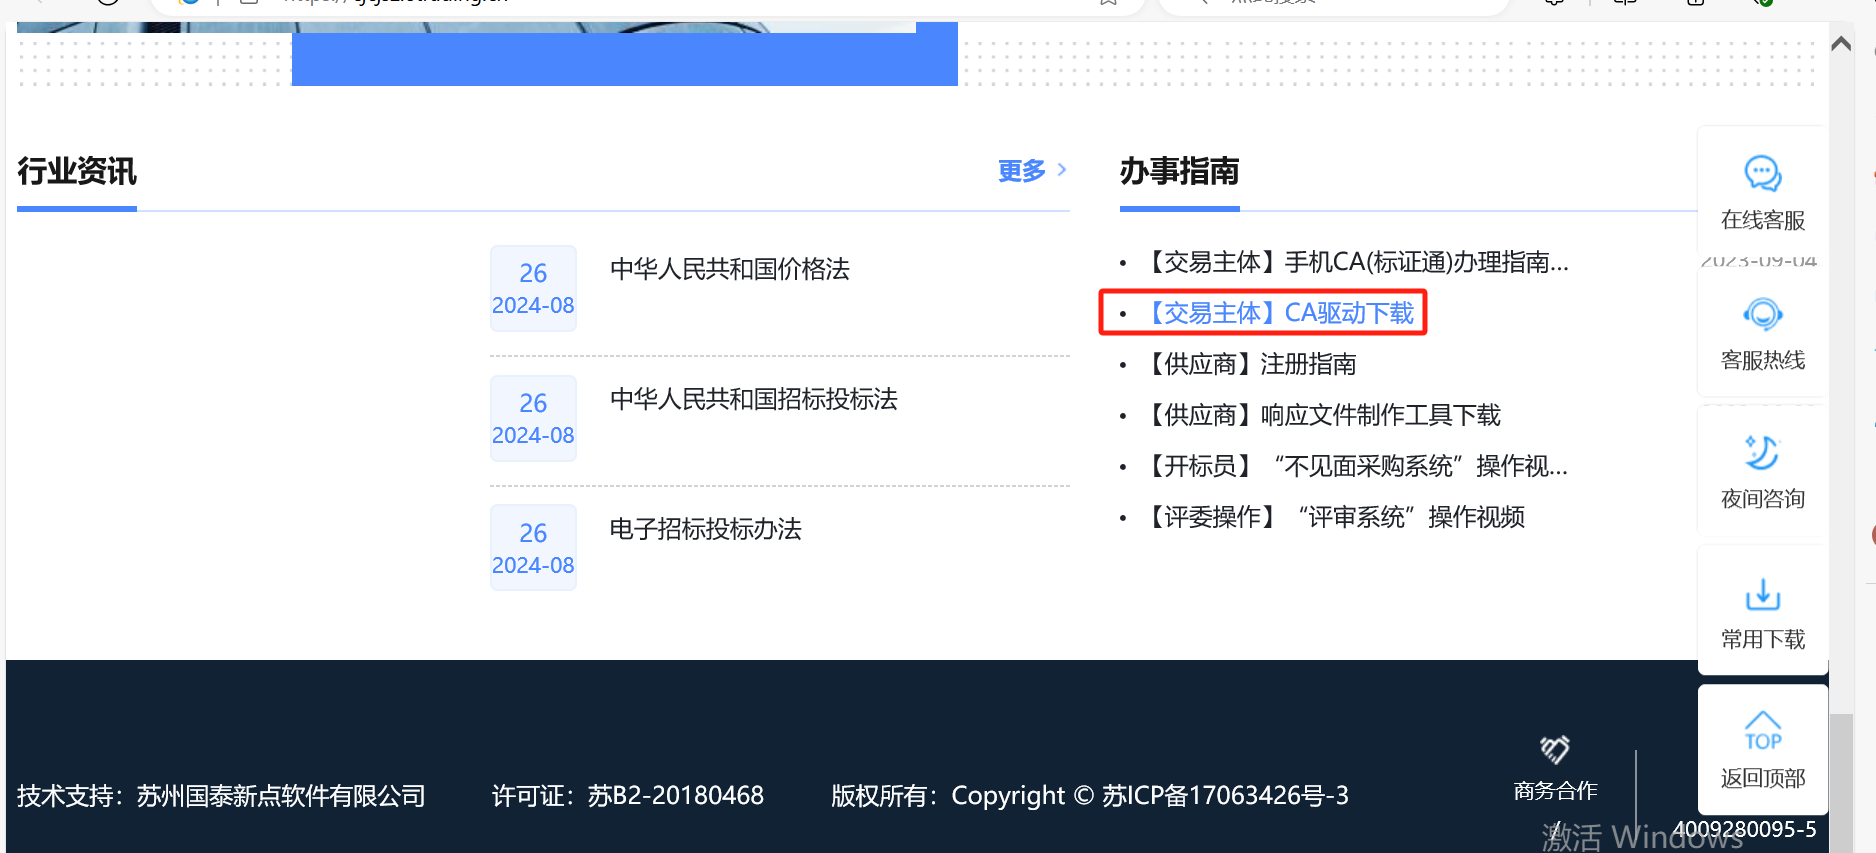 行业资讯
更多
26
2024-08
中华人民共和国价格法
26
2024-08
中华人民共和国招标投标法
26
2024-08
电子招标投标办法
办事指南
【交易主体】手机CA(标证通)办理指南...
【交易主体】CA驱动下载
【供应商】注册指南
【供应商】响应文件制作工具下载
【开标员】“不见面采购系统”操作视...
【评委操作】“评审系统”操作视频
在线客服
2023-09-04
客服热线
夜间咨询
常用下载
TOP
返回顶部
技术支持：苏州国泰新点软件有限公司
许可证：苏B2-20180468
版权所有：Copyright © 苏ICP备17063426号-3
商务合作
/
4009280095-5
激活 Windows